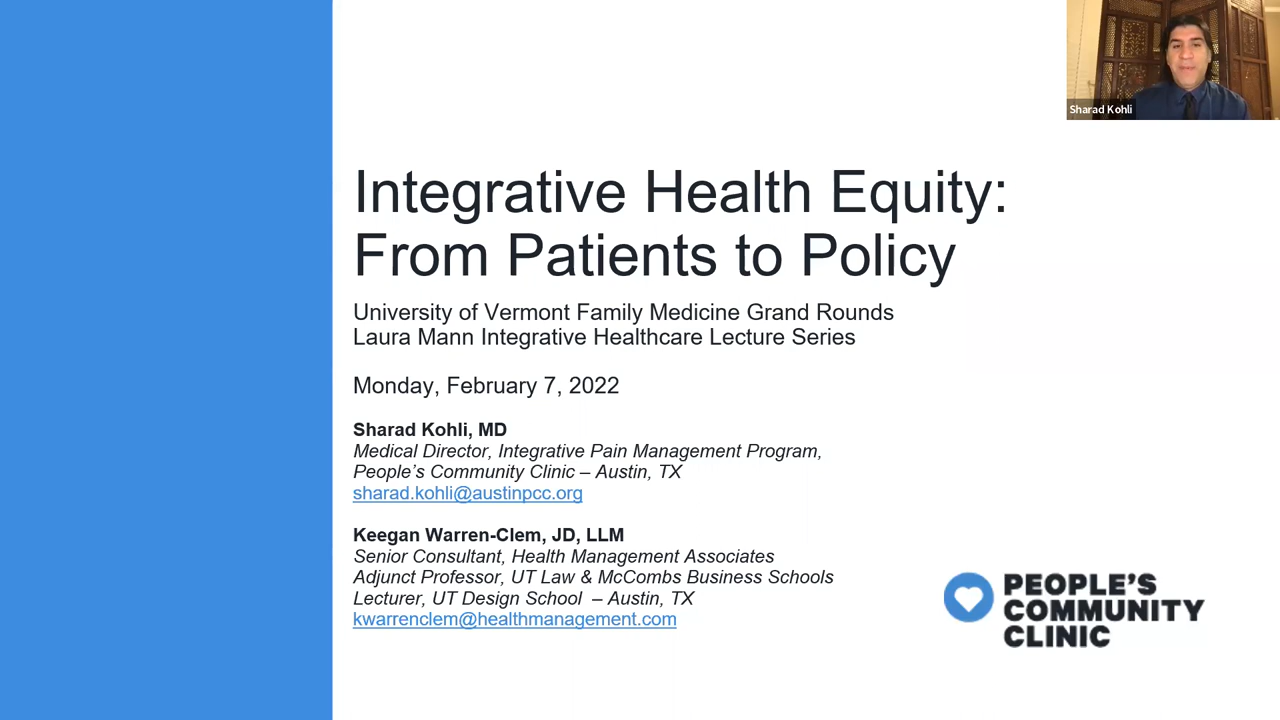 Sharad Kohli
Integrative Health Equity:
From Patients to Policy
University of Vermont Family Medicine Grand Rounds
Laura Mann Integrative Healthcare Lecture Series
Monday, February 7, 2022
Sharad Kohli, MD
Medical Director, Integrative Pain Management Program,
People’s Community Clinic – Austin, TX
sharad.kohli@austinpcc.org
Keegan Warren-Clem, JD, LLM
Senior Consultant, Health Management Associates
Adjunct Professor, UT Law & McCombs Business Schools
Lecturer, UT Design School – Austin, TX
kwarrenclem@healthmanagement.com
PEOPLE’S
COMMUNITY
CLINIC